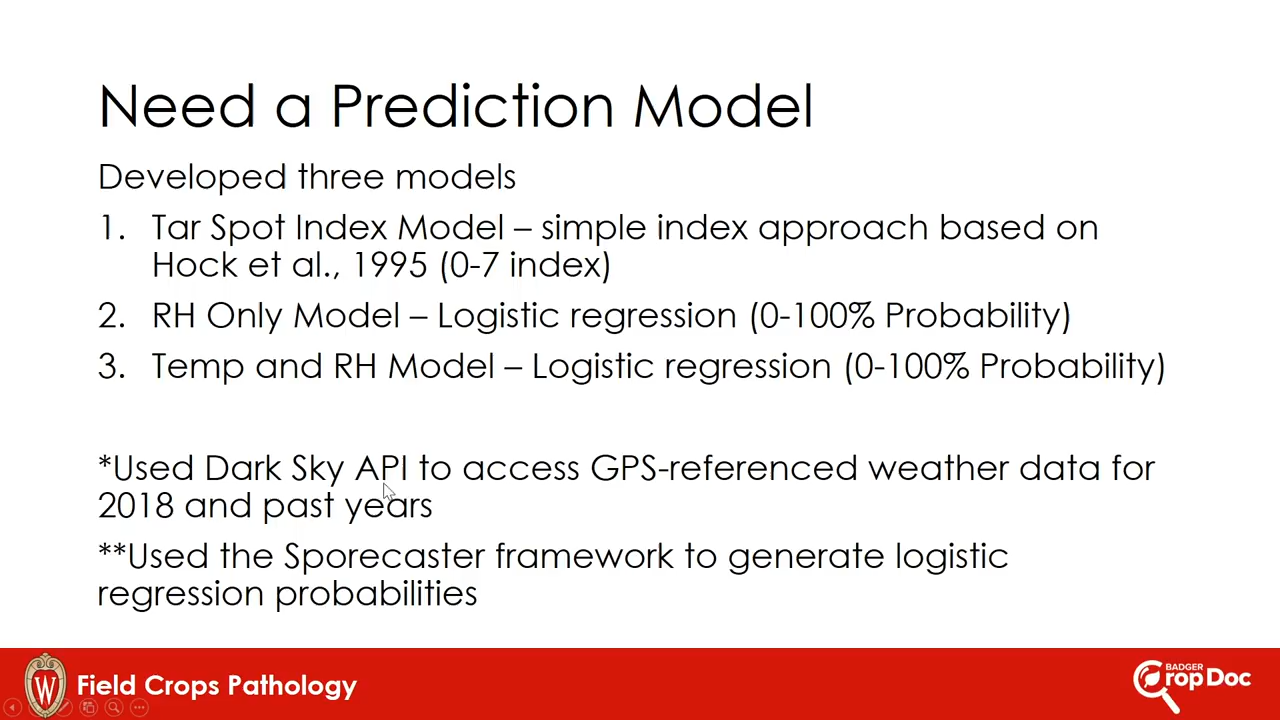 Need a Prediction Model
Developed three models
1. Tar Spot Index Model – simple index approach based on
Hock et al., 1995 (0-7 index)
2. RH Only Model – Logistic regression (0-100% Probability)
3. Temp and RH Model – Logistic regression (0-100% Probability)
*Used Dark Sky API to access GPS-referenced weather data for
2018 and past years
**Used the Sporecaster framework to generate logistic
regression probabilities
W
Field Crops Pathology
BADGER
Crop Doc